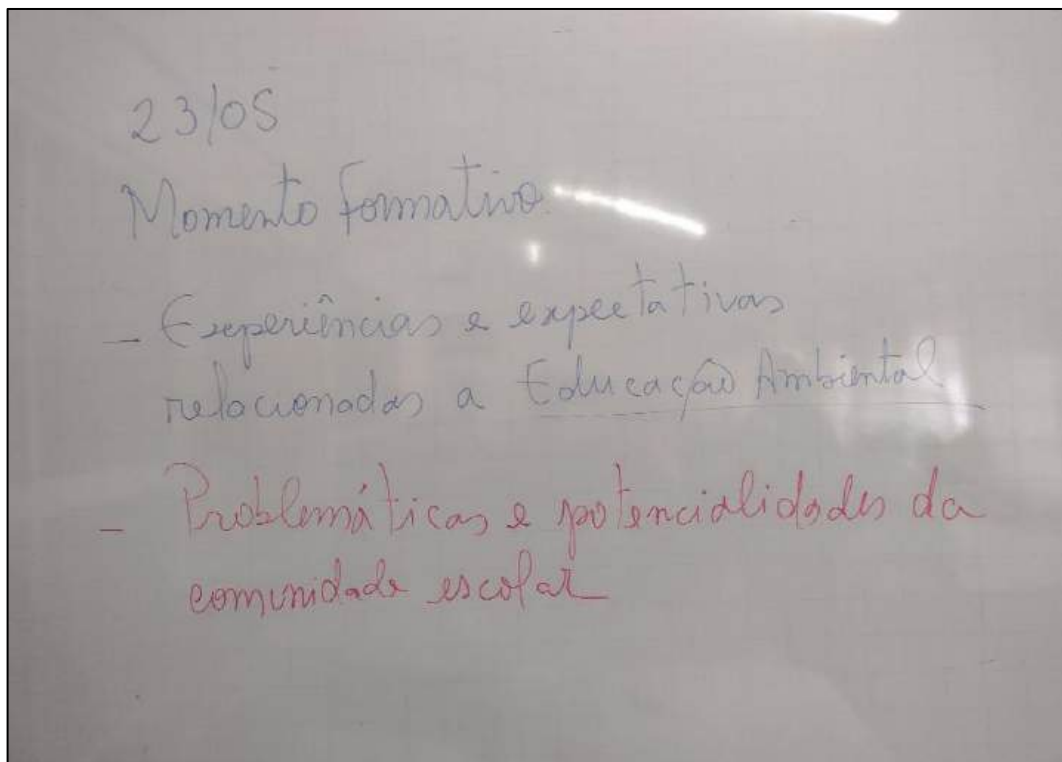 23/05
Momento formativo.
- Experiências e expectativas
relacionadas a Educação Ambiental
- Problemáticas e potencialidades da
comunidade escolar